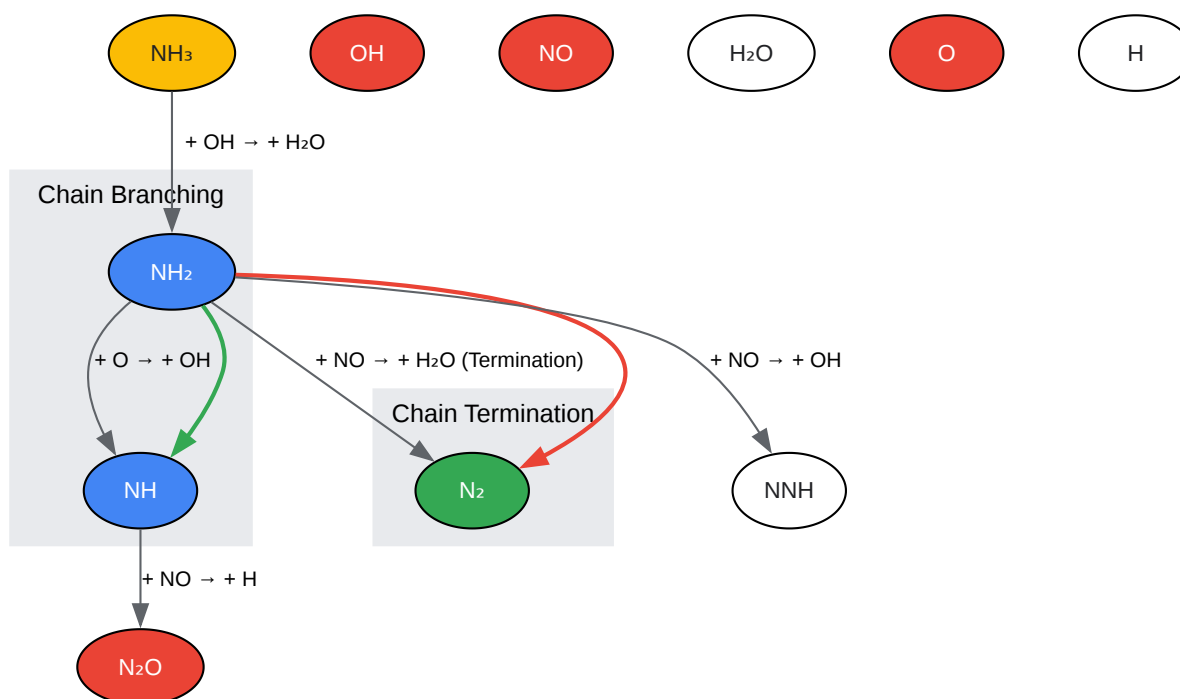 NH₃
OH
NO
H₂O
O
H
+ OH → + H₂O
Chain Branching
NH₂
+ O → + OH
+ NO → + H₂O (Termination)
+ NO → + OH
Chain Termination
NH
N₂
NNH
+ NO → + H
N₂O